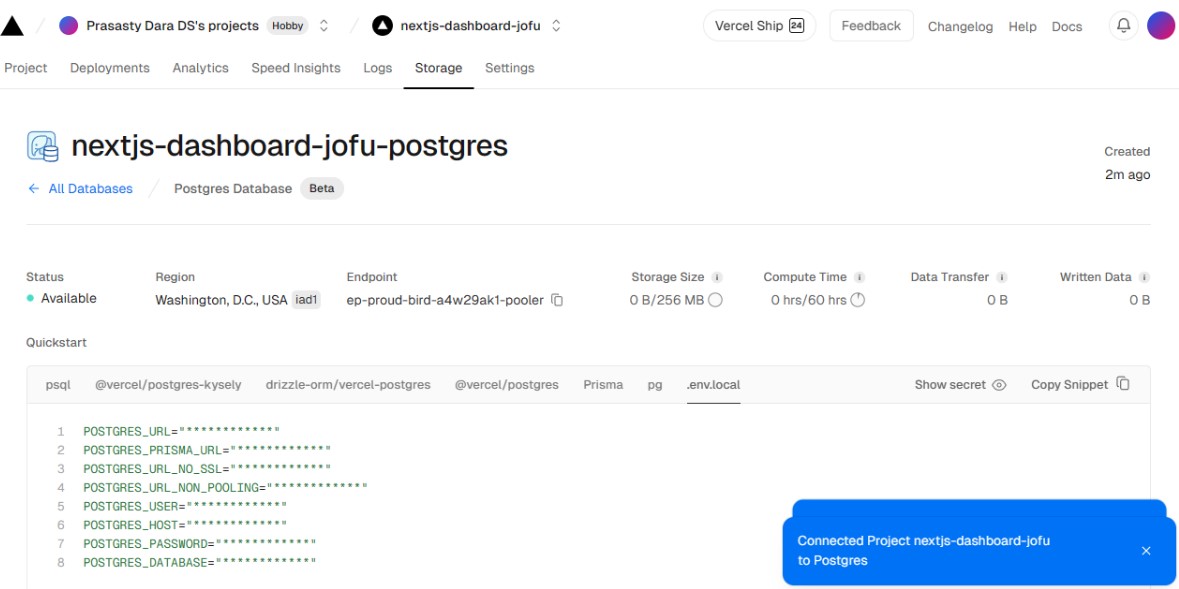 Prasasty Dara DS's projects Hobby nextjs-dashboard-jofu Vercel Ship 24 Feedback Changelog Help Docs
Project Deployments Analytics Speed Insights Logs Storage Settings
nextjs-dashboard-jofu-postgres
Created
2m ago
← All Databases Postgres Database Beta
Status Region Endpoint Storage Size Compute Time Data Transfer Written Data
Available Washington, D.C., USA iad1 ep-proud-bird-a4w29ak1-pooler 0 B/256 MB 0 hrs/60 hrs 0 B 0 B
Quickstart
psql @vercel/postgres-kysely drizzle-orm/vercel-postgres @vercel/postgres Prisma pg .env.local Show secret Copy Snippet
1 POSTGRES_URL="************"
2 POSTGRES_PRISMA_URL="************"
3 POSTGRES_URL_NO_SSL="************"
4 POSTGRES_URL_NON_POOLING="************"
5 POSTGRES_USER="************"
6 POSTGRES_HOST="************"
7 POSTGRES_PASSWORD="************"
8 POSTGRES_DATABASE="************"
Connected Project nextjs-dashboard-jofu
to Postgres